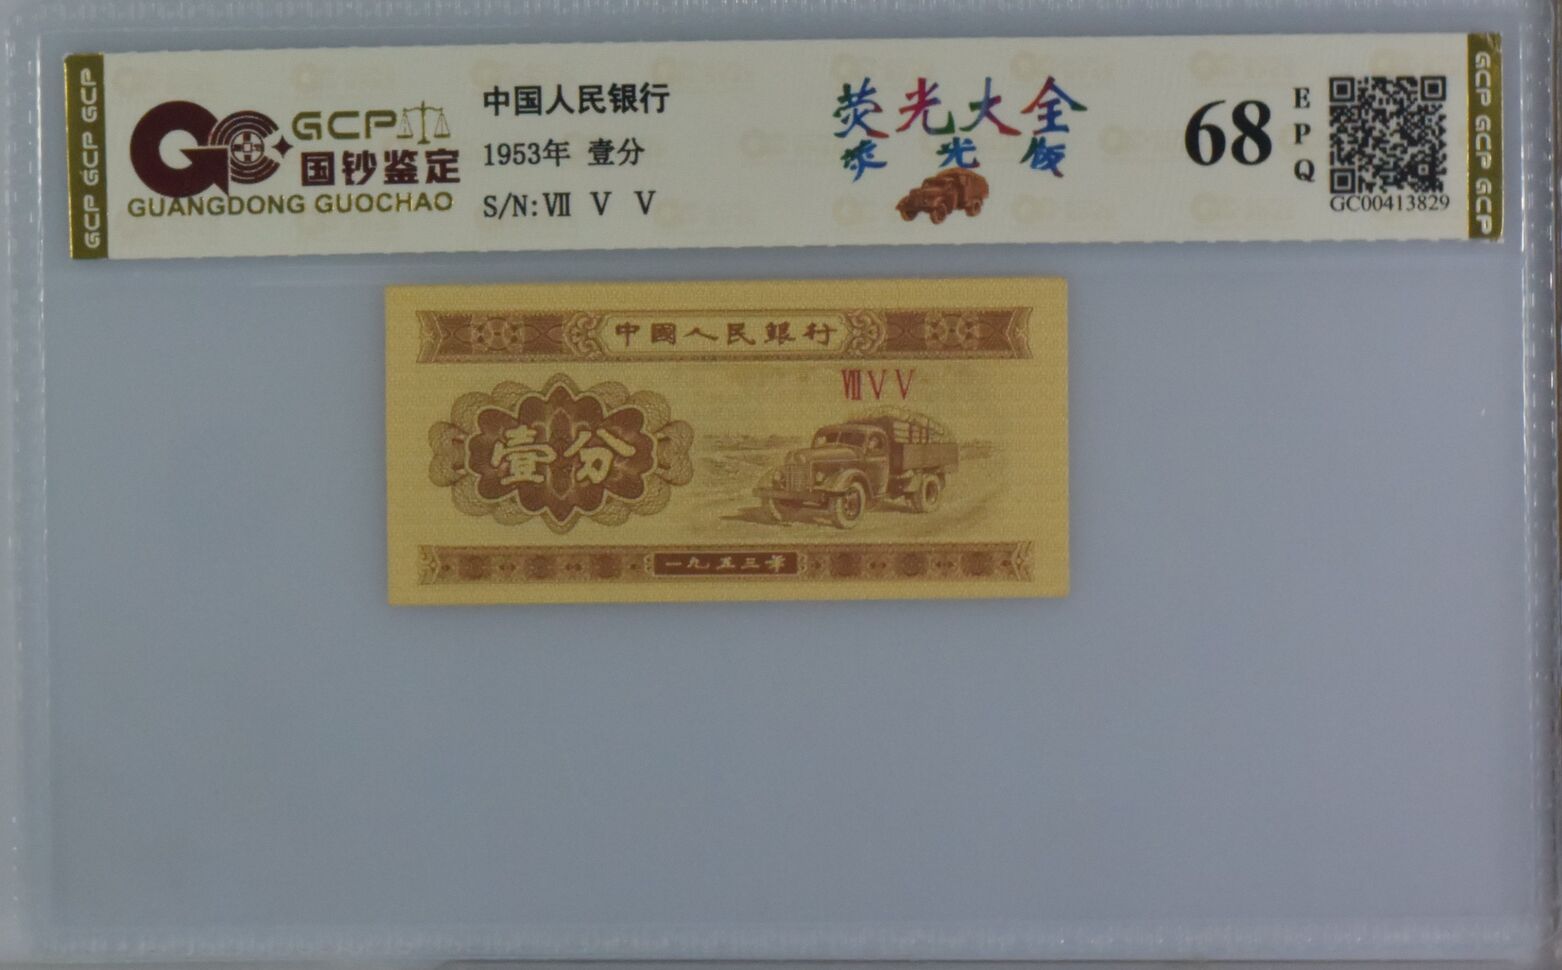 GCP GCP GCP
GCP
国钞鉴定
GUANGDONG GUOCHAO
中国人民银行
1953年 壹分
S/N:Ⅶ Ⅴ Ⅴ
荧光大全
荧光版
68
E
P
Q
GC00413829
GCP GCP GCP
中國人民銀行
ⅦⅤⅤ
壹分
一九五三年